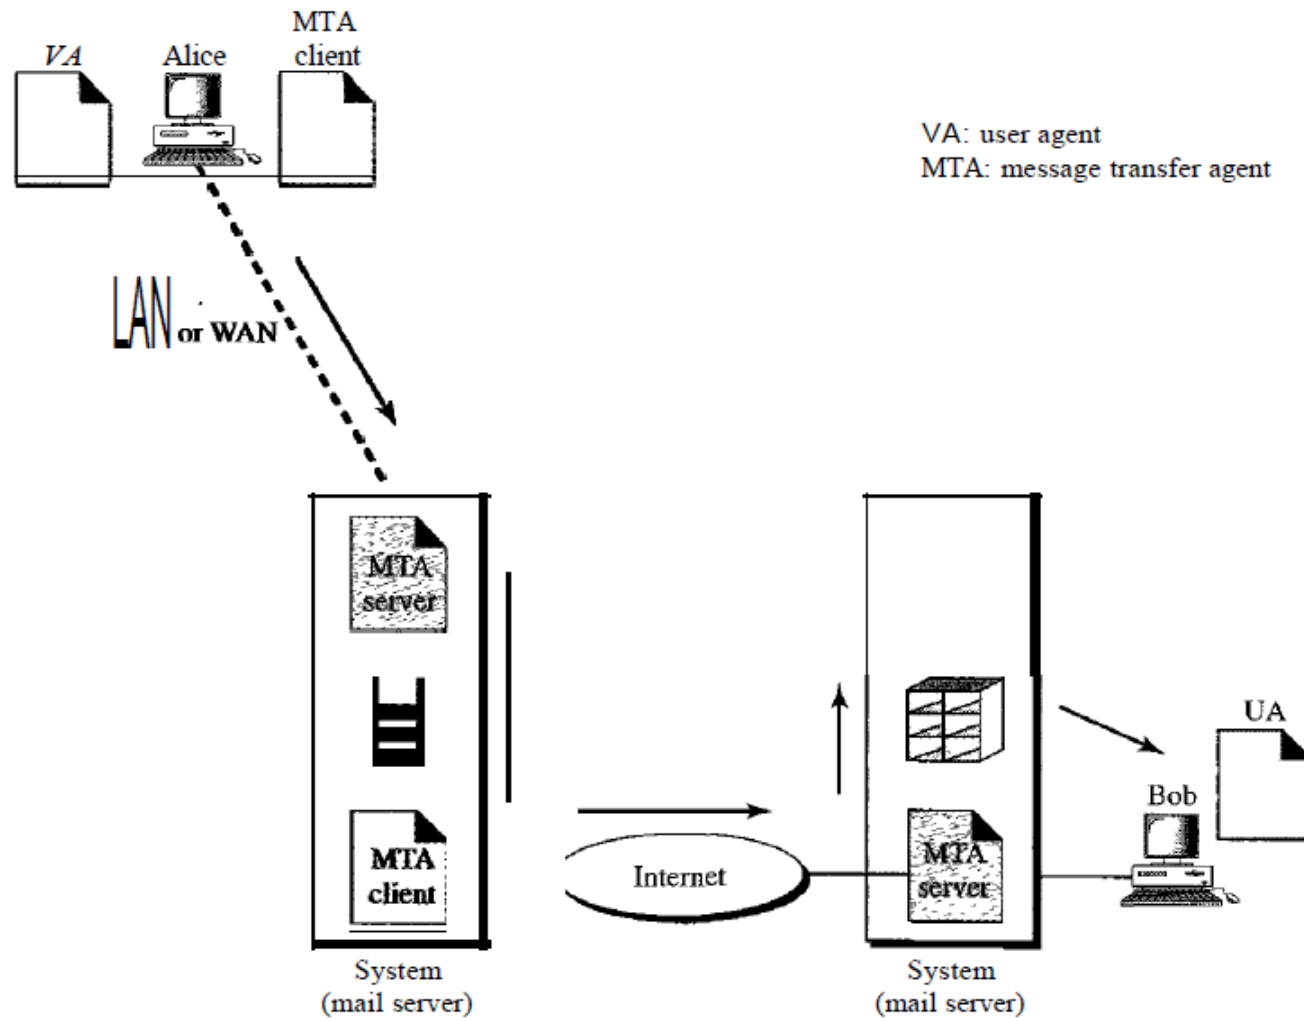 VA
Alice
MTA
client
VA: user agent
MTA: message transfer agent
LAN or WAN
MTA
server
MTA
client
System
(mail server)
Internet
MTA
server
System
(mail server)
UA
Bob